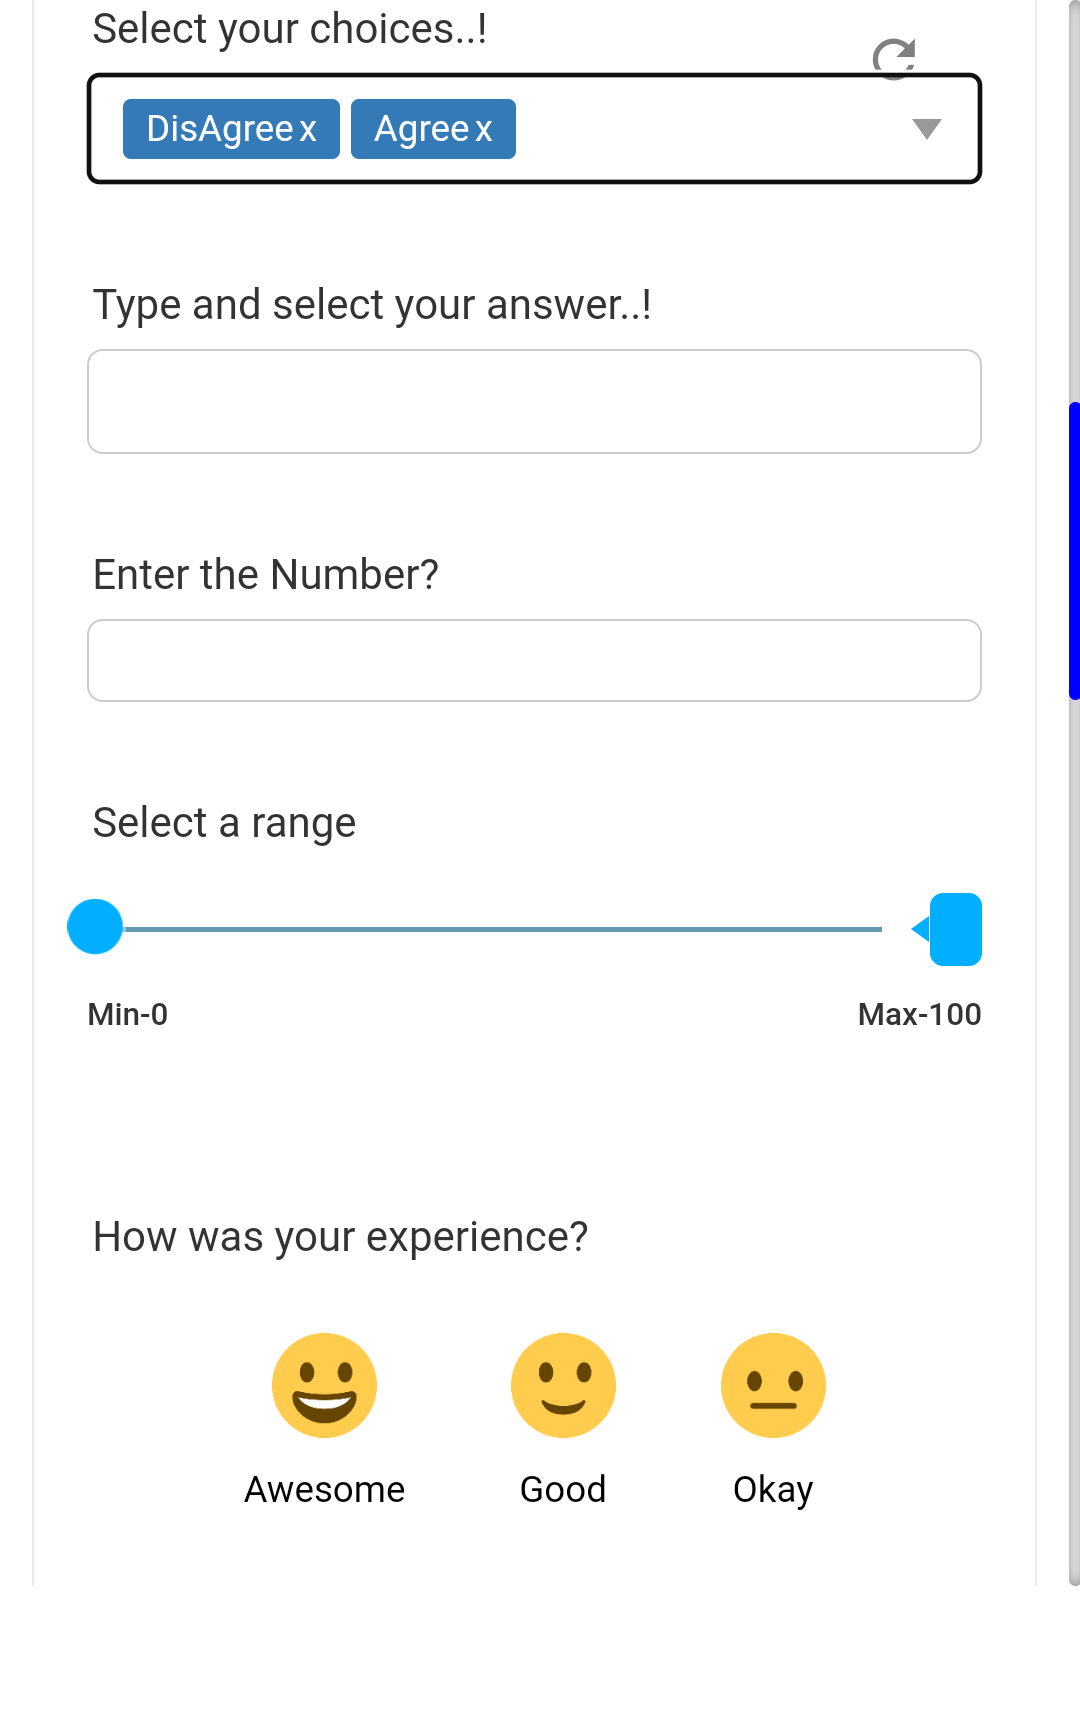 Select your choices..!
DisAgree x Agree x
Type and select your answer..!
Enter the Number?
Select a range
Min-0 Max-100
How was your experience?
Awesome Good Okay